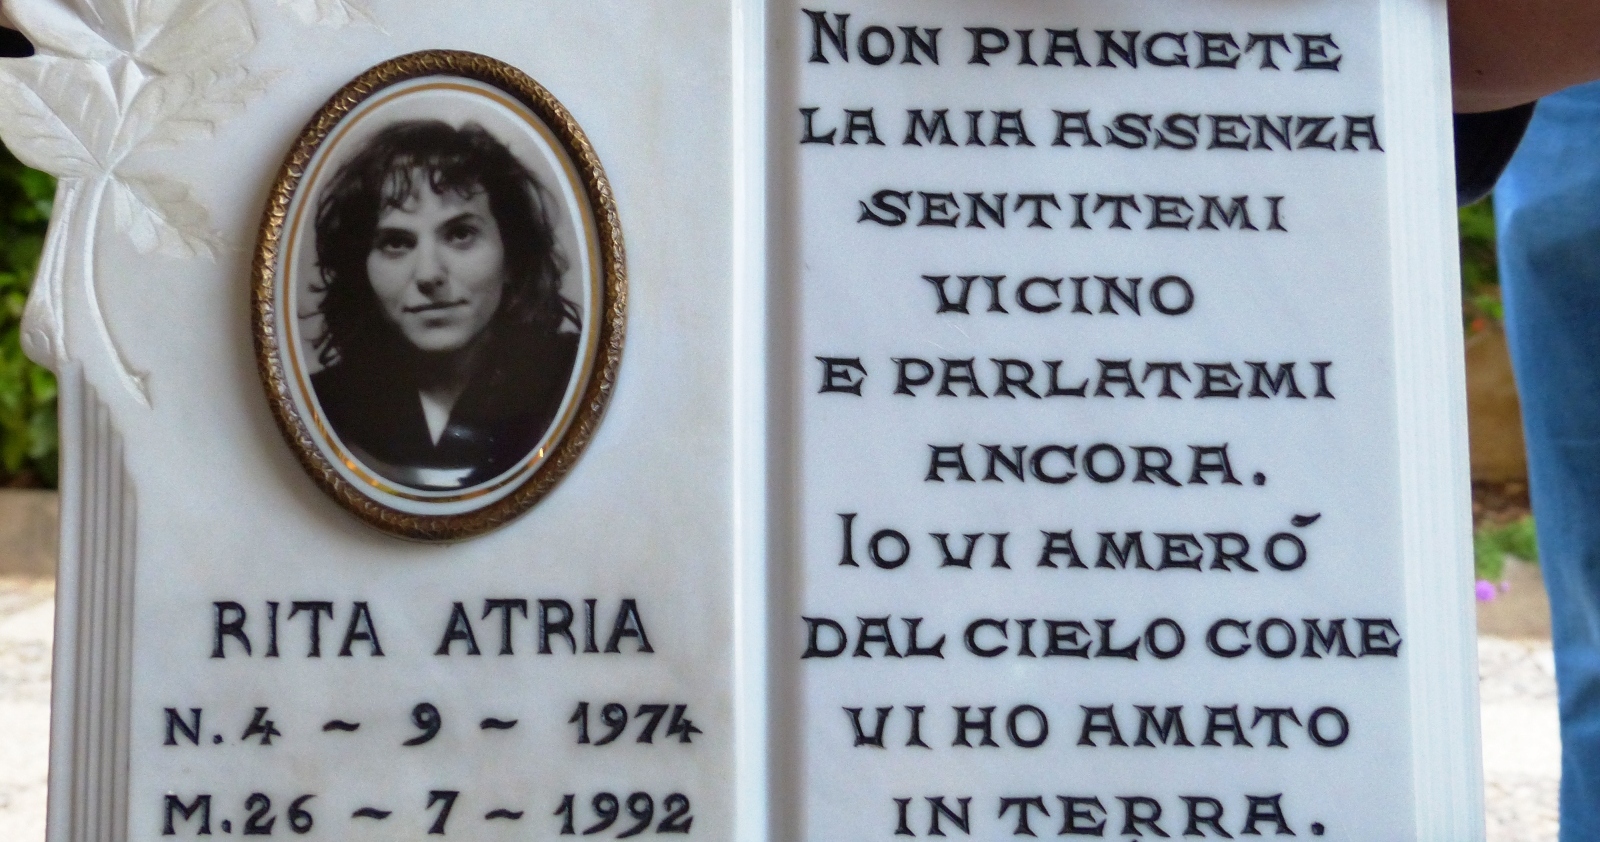 RITA ATRIA
N. 4 ~ 9 ~ 1974
M. 26 ~ 7 ~ 1992
NON PIANGETE
LA MIA ASSENZA
SENTITEMI
VICINO
E PARLATEMI
ANCORA.
IO VI AMERÓ
DAL CIELO COME
VI HO AMATO
IN TERRA.